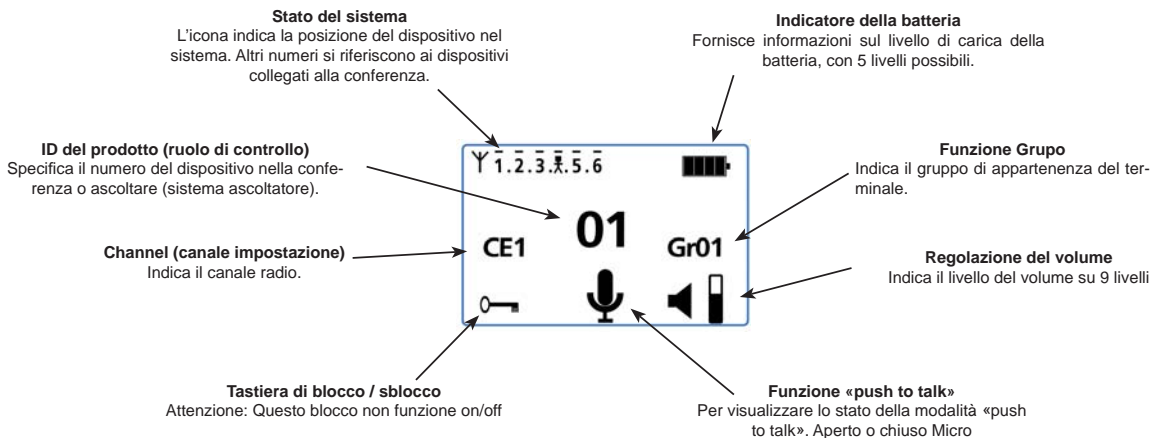 Stato del sistema
L'icona indica la posizione del dispositivo nel
sistema. Altri numeri si riferiscono ai dispositivi
collegati alla conferenza.
Indicatore della batteria
Fornisce informazioni sul livello di carica della
batteria, con 5 livelli possibili.
ID del prodotto (ruolo di controllo)
Specifica il numero del dispositivo nella confe-
renza o ascoltare (sistema ascoltatore).
Funzione Grupo
Indica il gruppo di appartenenza del ter-
minale.
Channel (canale impostazione)
Indica il canale radio.
Regolazione del volume
Indica il livello del volume su 9 livelli
1.2.3. .5.6
01
CE1
Gr01
Tastiera di blocco / sblocco
Attenzione: Questo blocco non funzione on/off
Funzione «push to talk»
Per visualizzare lo stato della modalità «push
to talk». Aperto o chiuso Micro